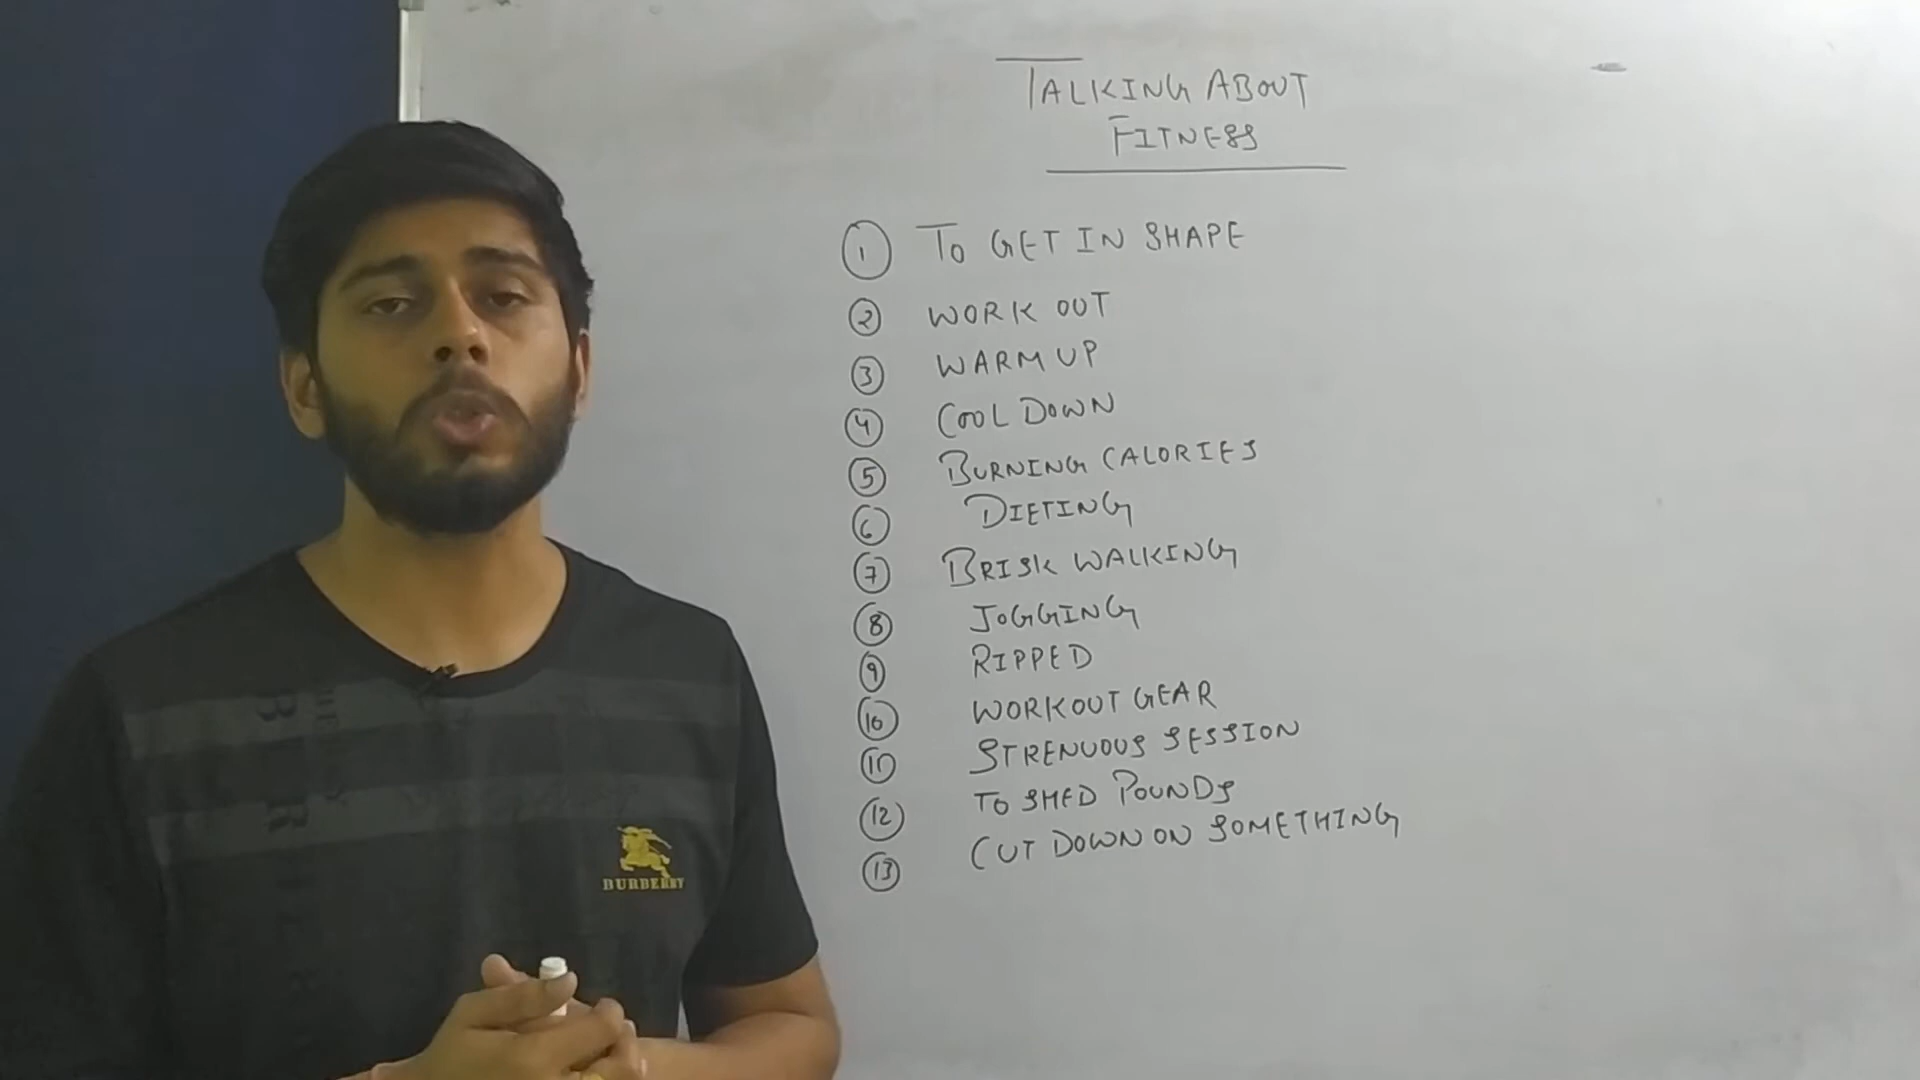 TALKING ABOUT
FITNESS
1 TO GET IN SHAPE
2 WORK OUT
3 WARM UP
4 COOL DOWN
5 BURNING CALORIES
6 DIETING
7 BRISK WALKING
8 JOGGING
9 RIPPED
10 WORKOUT GEAR
11 STRENUOUS SESSION
12 TO SHED POUNDS
13 CUT DOWN ON SOMETHING
BURBERRY